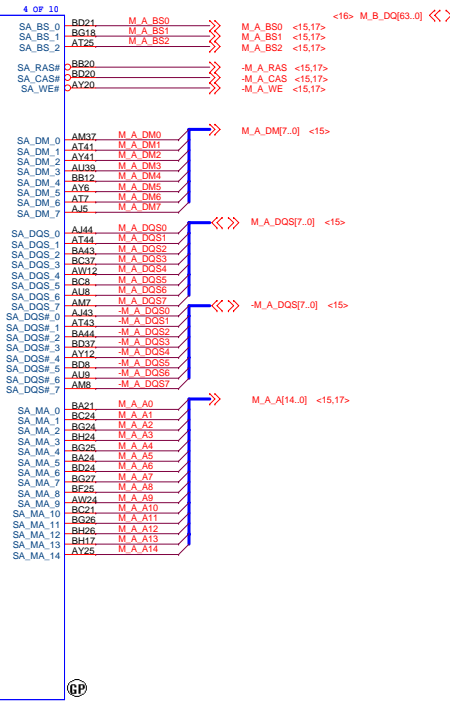 <16> M_B_DQ[63..0]
4 OF 10
SA_BS_0 BD21 M_A_BS0 M_A_BS0 <15,17>
SA_BS_1 BG18 M_A_BS1 M_A_BS1 <15,17>
SA_BS_2 AT25 M_A_BS2 M_A_BS2 <15,17>
SA_RAS# BB20 -M_A_RAS <15,17>
SA_CAS# BD20 -M_A_CAS <15,17>
SA_WE# AY20 -M_A_WE <15,17>
SA_DM_0 AM37 M_A_DM0 M_A_DM[7..0] <15>
SA_DM_1 AT41 M_A_DM1
SA_DM_2 AY41 M_A_DM2
SA_DM_3 AU39 M_A_DM3
SA_DM_4 BB12 M_A_DM4
SA_DM_5 AY6 M_A_DM5
SA_DM_6 AT7 M_A_DM6
SA_DM_7 AJ5 M_A_DM7
SA_DQS_0 AJ44 M_A_DQS0 M_A_DQS[7..0] <15>
SA_DQS_1 AT44 M_A_DQS1
SA_DQS_2 BA43 M_A_DQS2
SA_DQS_3 BC37 M_A_DQS3
SA_DQS_4 AW12 M_A_DQS4
SA_DQS_5 BC8 M_A_DQS5
SA_DQS_6 AU8 M_A_DQS6
SA_DQS_7 AM7 M_A_DQS7
SA_DQS#_0 AJ43 -M_A_DQS0 -M_A_DQS[7..0] <15>
SA_DQS#_1 AT43 -M_A_DQS1
SA_DQS#_2 BA44 -M_A_DQS2
SA_DQS#_3 BD37 -M_A_DQS3
SA_DQS#_4 AY12 -M_A_DQS4
SA_DQS#_5 BD8 -M_A_DQS5
SA_DQS#_6 AU9 -M_A_DQS6
SA_DQS#_7 AM8 -M_A_DQS7
SA_MA_0 BA21 M_A_A0 M_A_A[14..0] <15,17>
SA_MA_1 BC24 M_A_A1
SA_MA_2 BG24 M_A_A2
SA_MA_3 BH24 M_A_A3
SA_MA_4 BG25 M_A_A4
SA_MA_5 BA24 M_A_A5
SA_MA_6 BD24 M_A_A6
SA_MA_7 BG27 M_A_A7
SA_MA_8 BF25 M_A_A8
SA_MA_9 AW24 M_A_A9
SA_MA_10 BC21 M_A_A10
SA_MA_11 BG26 M_A_A11
SA_MA_12 BH26 M_A_A12
SA_MA_13 BH17 M_A_A13
SA_MA_14 AY25 M_A_A14
GP